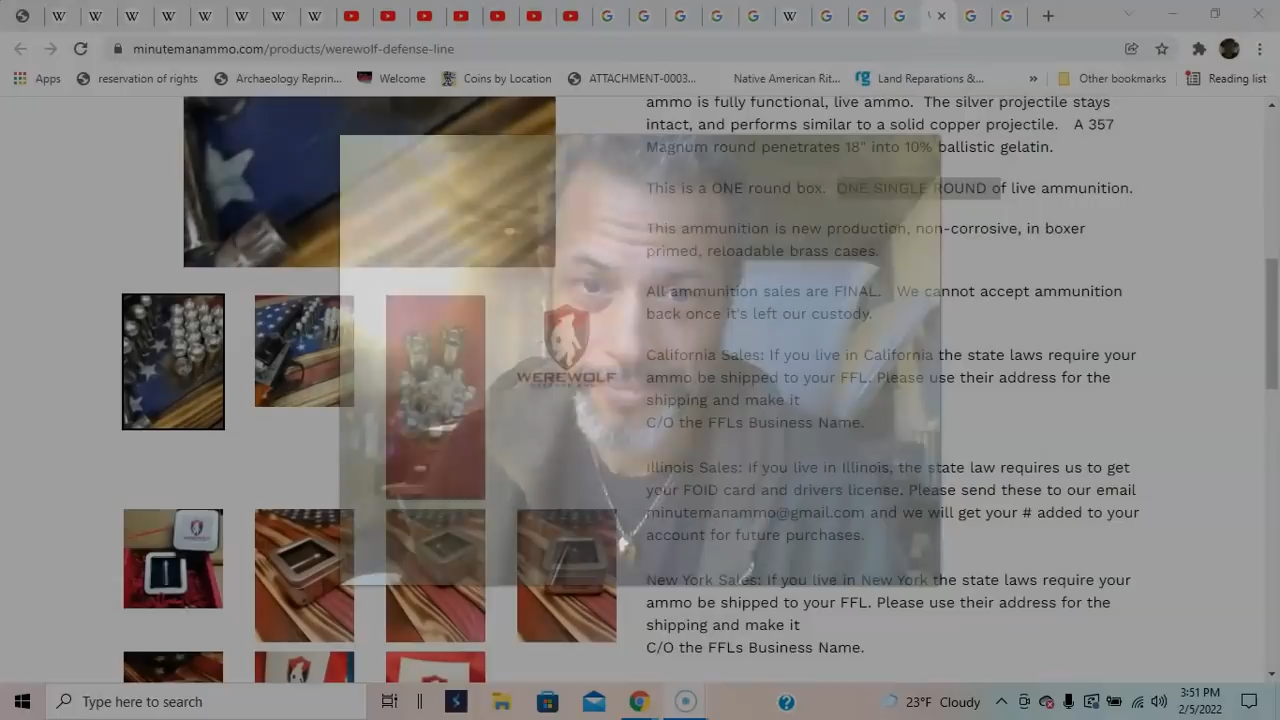 minutemanammo.com/products/werewolf-defense-line
Apps
reservation of rights
Archaeology Reprin...
Welcome
Coins by Location
ATTACHMENT-0003...
Native American Rit...
Land Reparations &...
»
Other bookmarks
Reading list
ammo is fully functional, live ammo. The silver projectile stays
intact, and performs similar to a solid copper projectile. A 357
Magnum round penetrates 18" into 10% ballistic gelatin.
This is a ONE round box. ONE SINGLE ROUND of live ammunition.
This ammunition is new production, non-corrosive, in boxer
primed, reloadable brass cases.
All ammunition sales are FINAL. We cannot accept ammunition
back once it's left our custody.
California Sales: If you live in California the state laws require your
ammo be shipped to your FFL. Please use their address for the
shipping and make it
C/O the FFLs Business Name.
Illinois Sales: If you live in Illinois, the state law requires us to get
your FOID card and drivers license. Please send these to our email
minutemanammo@gmail.com and we will get your # added to your
account for future purchases.
New York Sales: If you live in New York the state laws require your
ammo be shipped to your FFL. Please use their address for the
shipping and make it
C/O the FFLs Business Name.
WEREWOLF
Type here to search
23°F Cloudy
3:51 PM
2/5/2022